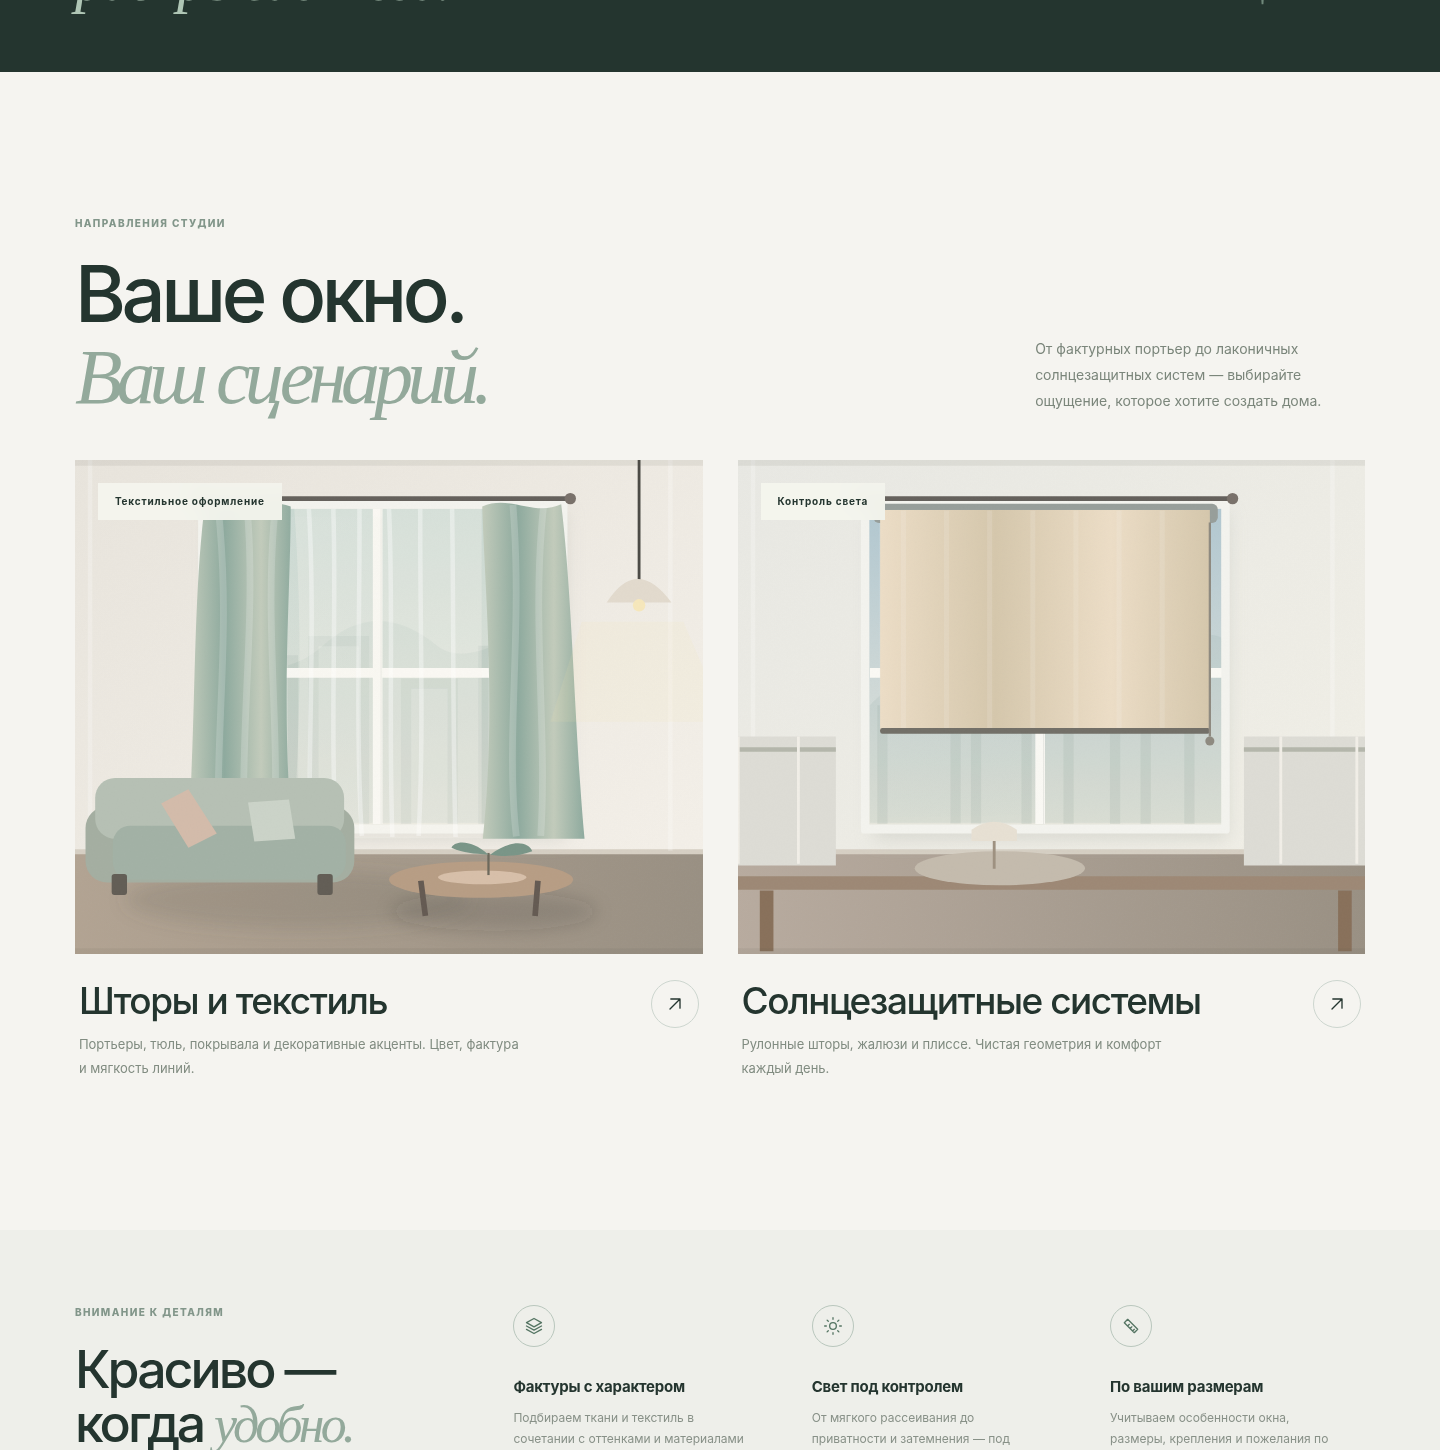 НАПРАВЛЕНИЯ СТУДИИ
Ваше окно.
Ваш сценарий.
От фактурных портьер до лаконичных
солнцезащитных систем — выбирайте
ощущение, которое хотите создать дома.
Текстильное оформление
Контроль света
Шторы и текстиль
Портьеры, тюль, покрывала и декоративные акценты. Цвет, фактура
и мягкость линий.
Солнцезащитные системы
Рулонные шторы, жалюзи и плиссе. Чистая геометрия и комфорт
каждый день.
ВНИМАНИЕ К ДЕТАЛЯМ
Красиво —
когда удобно.
Фактуры с характером
Подбираем ткани и текстиль в
сочетании с оттенками и материалами
Свет под контролем
От мягкого рассеивания до
приватности и затемнения — под
По вашим размерам
Учитываем особенности окна,
размеры, крепления и пожелания по